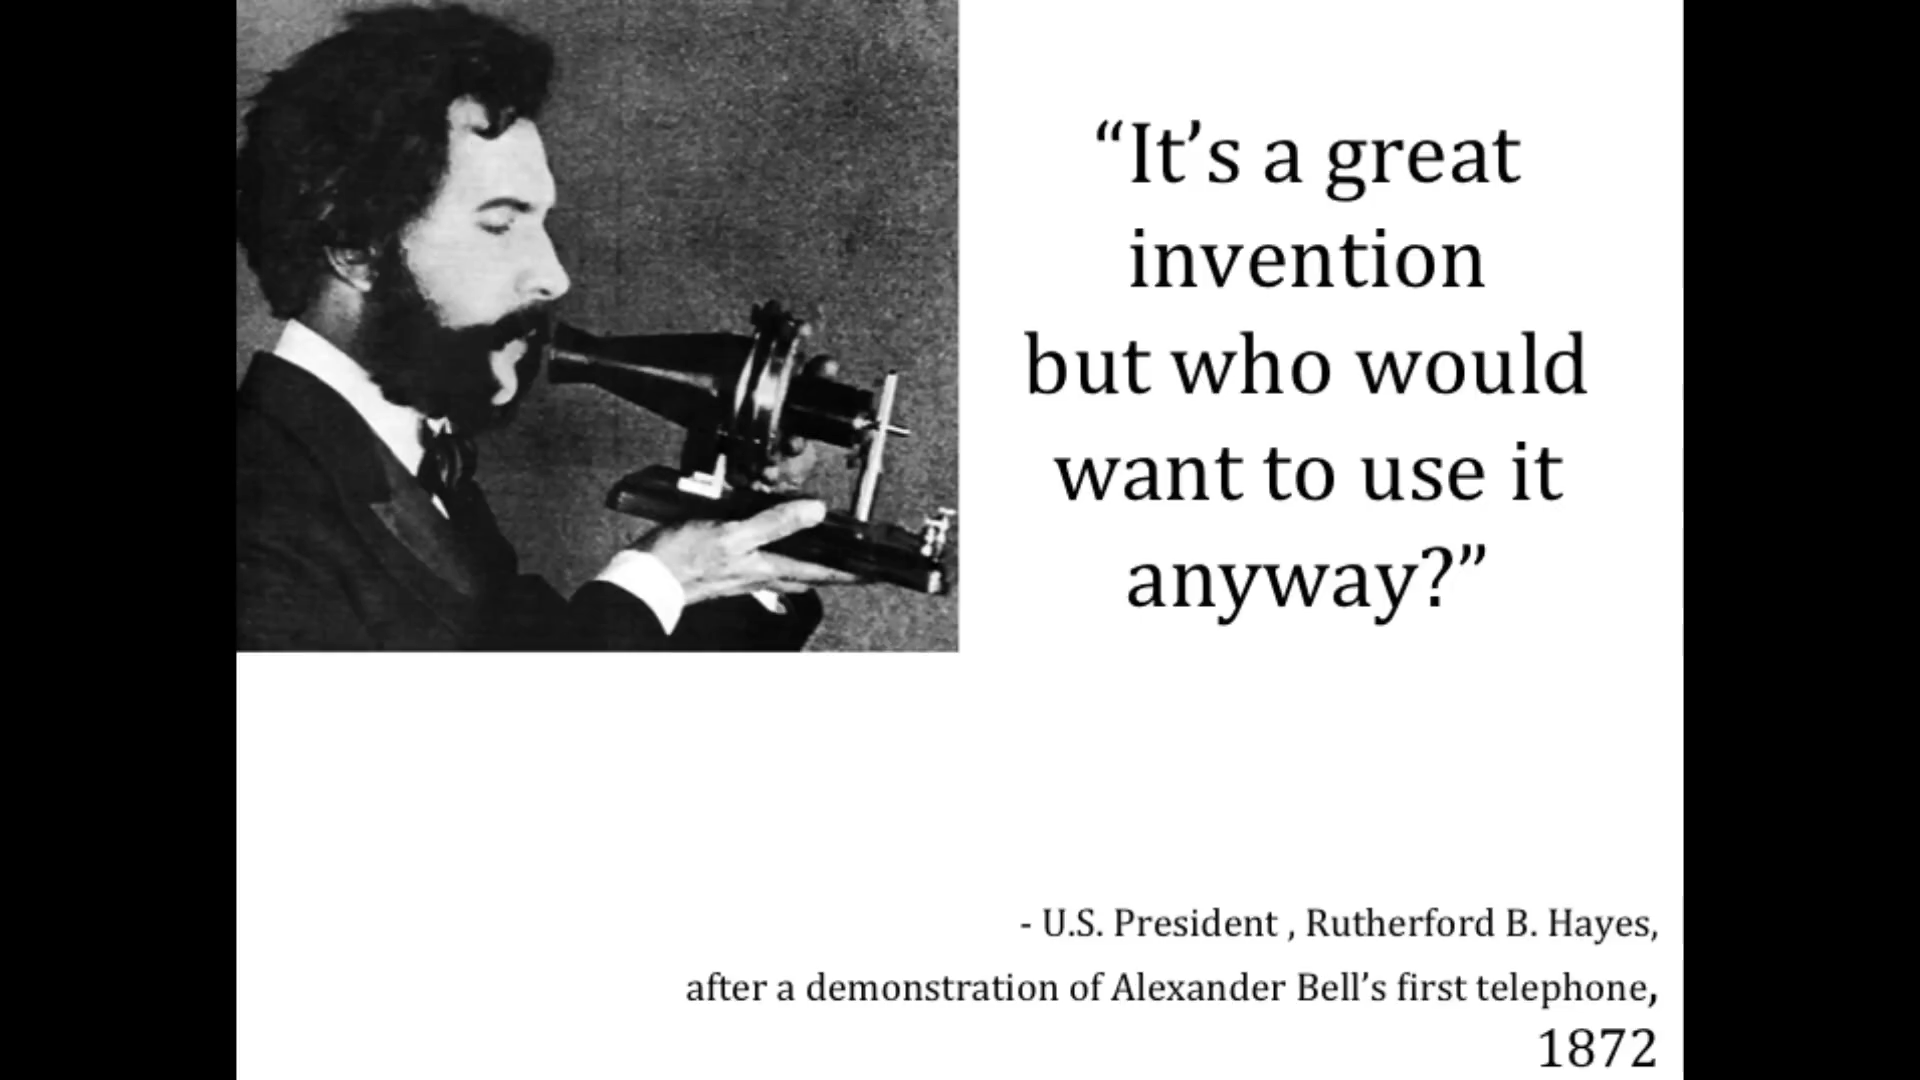 “It’s a great
invention
but who would
want to use it
anyway?”
- U.S. President , Rutherford B. Hayes,
after a demonstration of Alexander Bell’s first telephone,
1872